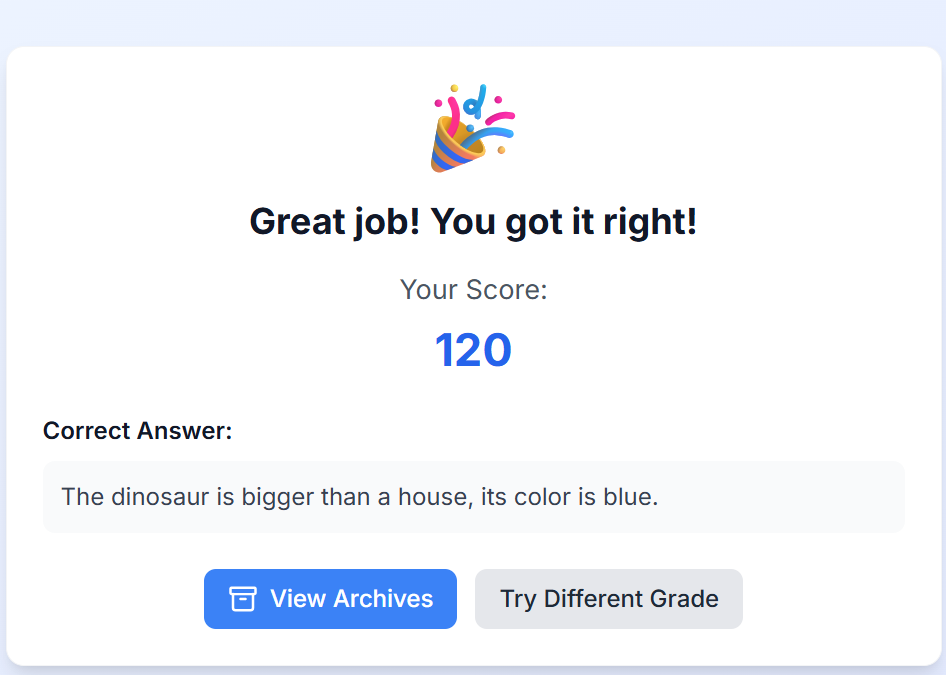 Great job! You got it right!
Your Score:
120
Correct Answer:
The dinosaur is bigger than a house, its color is blue.
View Archives
Try Different Grade